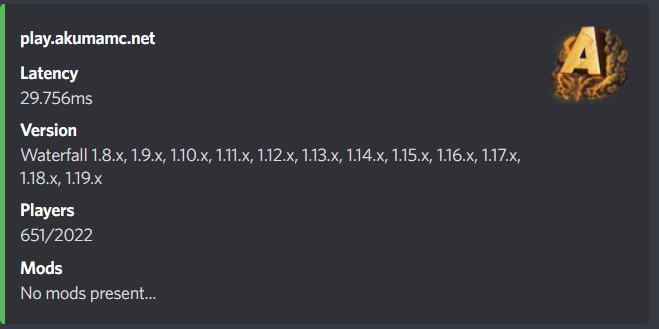 play.akumamc.net
A
Latency
29.756ms
Version
Waterfall 1.8.x, 1.9.x, 1.10.x, 1.11.x, 1.12.x, 1.13.x, 1.14.x, 1.15.x, 1.16.x, 1.17.x,
1.18.x, 1.19.x
Players
651/2022
Mods
No mods present...